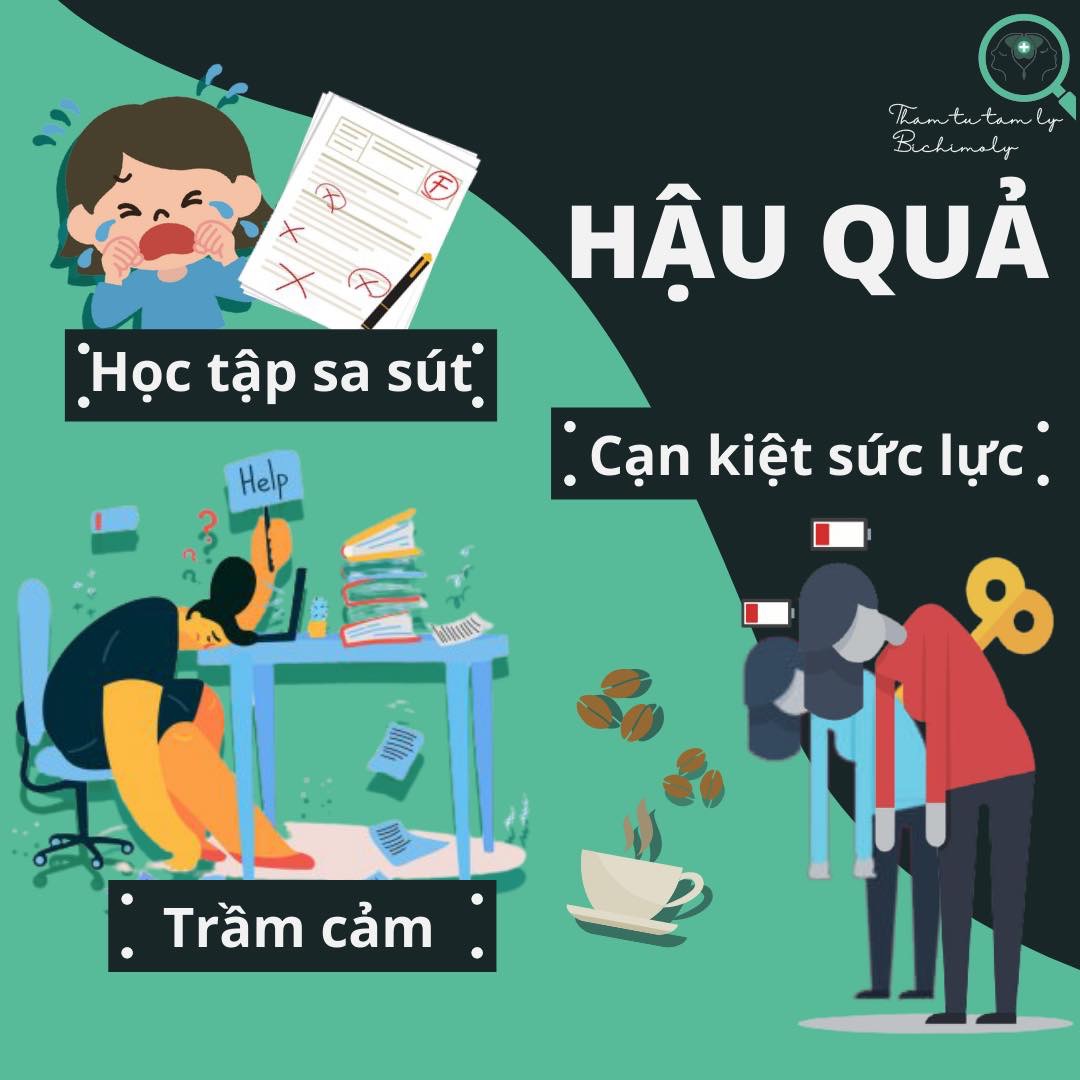 Tham tu tam ly
Bichimoly
HẬU QUẢ
F
Học tập sa sút
Cạn kiệt sức lực
Help
?
?
Trầm cảm